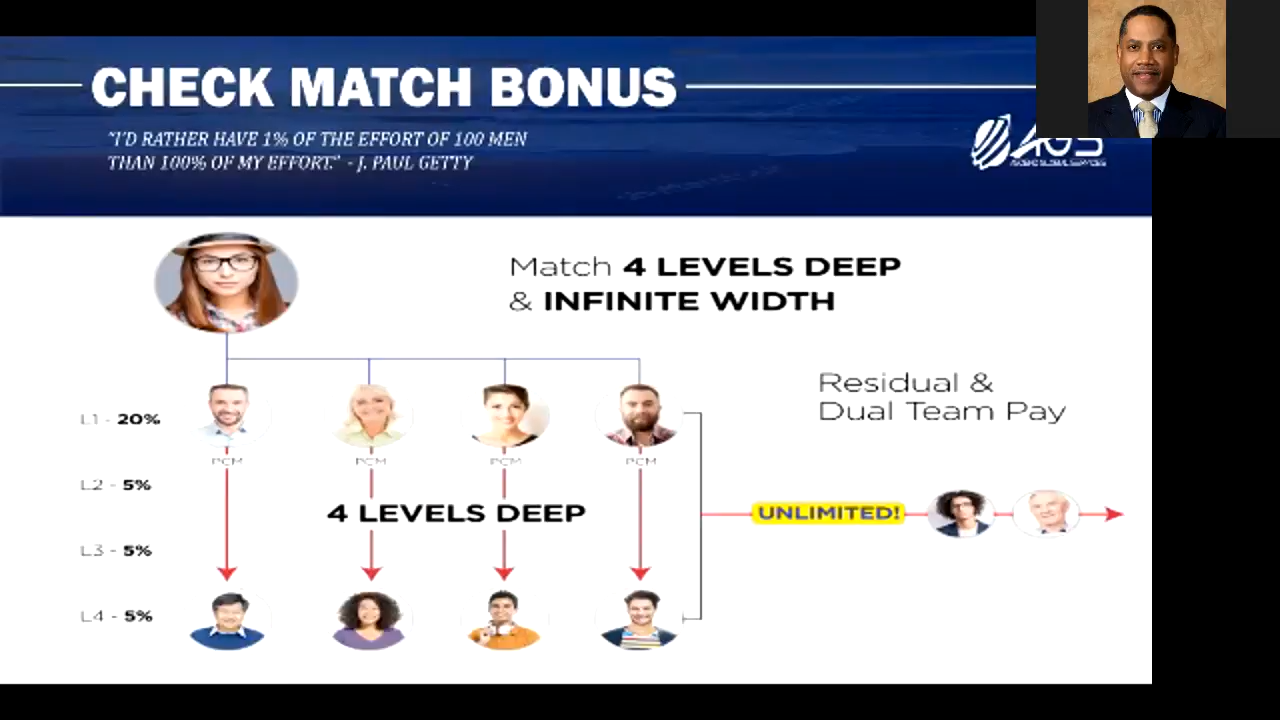 CHECK MATCH BONUS
"I'D RATHER HAVE 1% OF THE EFFORT OF 100 MEN
THAN 100% OF MY EFFORT." - J. PAUL GETTY
AGS
Match 4 LEVELS DEEP
& INFINITE WIDTH
Residual &
Dual Team Pay
L1 - 20%
PCM PCM PCM PCM
L2 - 5%
4 LEVELS DEEP
UNLIMITED!
L3 - 5%
L4 - 5%